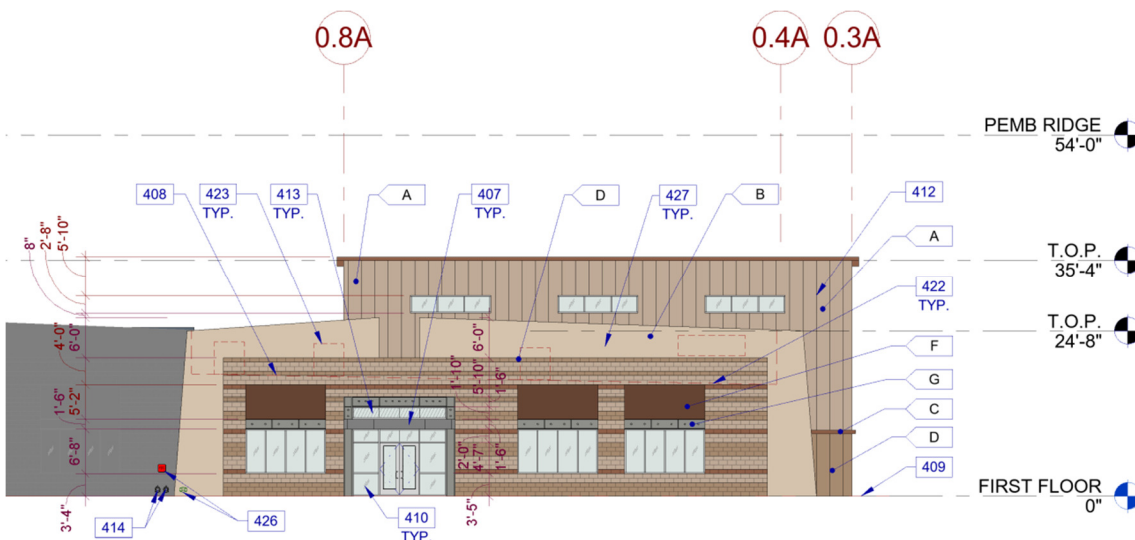 0.8A
0.4A
0.3A
PEMB RIDGE
54'-0"
408
423
TYP.
413
A
407
TYP.
D
427
TYP.
B
412
A
T.O.P.
35'-4"
422
TYP.
T.O.P.
24'-8"
F
G
C
D
409
FIRST FLOOR
0"
8"
2'-8"
5'-10"
4'-0"
6'-0"
1'-6"
5'-2"
6'-8"
3'-4"
1'-10"
5'-10"
6'-0"
1'-6"
2'-0"
4'-7"
1'-6"
3'-5"
414
426
410
TYP